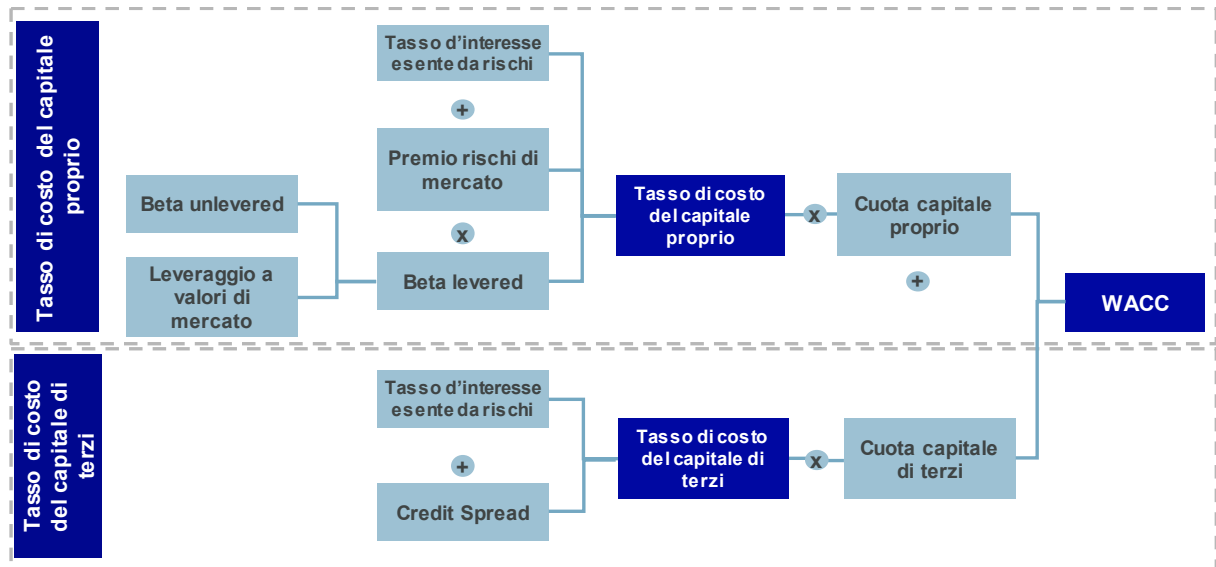 Tasso di costo del capitale
proprio
Tasso d'interesse
esente da rischi
+
Premio rischi di
mercato
x
Beta levered
Beta unlevered
Leveraggio a
valori di
mercato
Tasso di costo
del capitale
proprio
x
Cuota capitale
proprio
+
WACC
Tasso di costo
del capitale di
terzi
Tasso d'interesse
esente da rischi
+
Credit Spread
Tasso di costo
del capitale di
terzi
x
Cuota capitale
di terzi